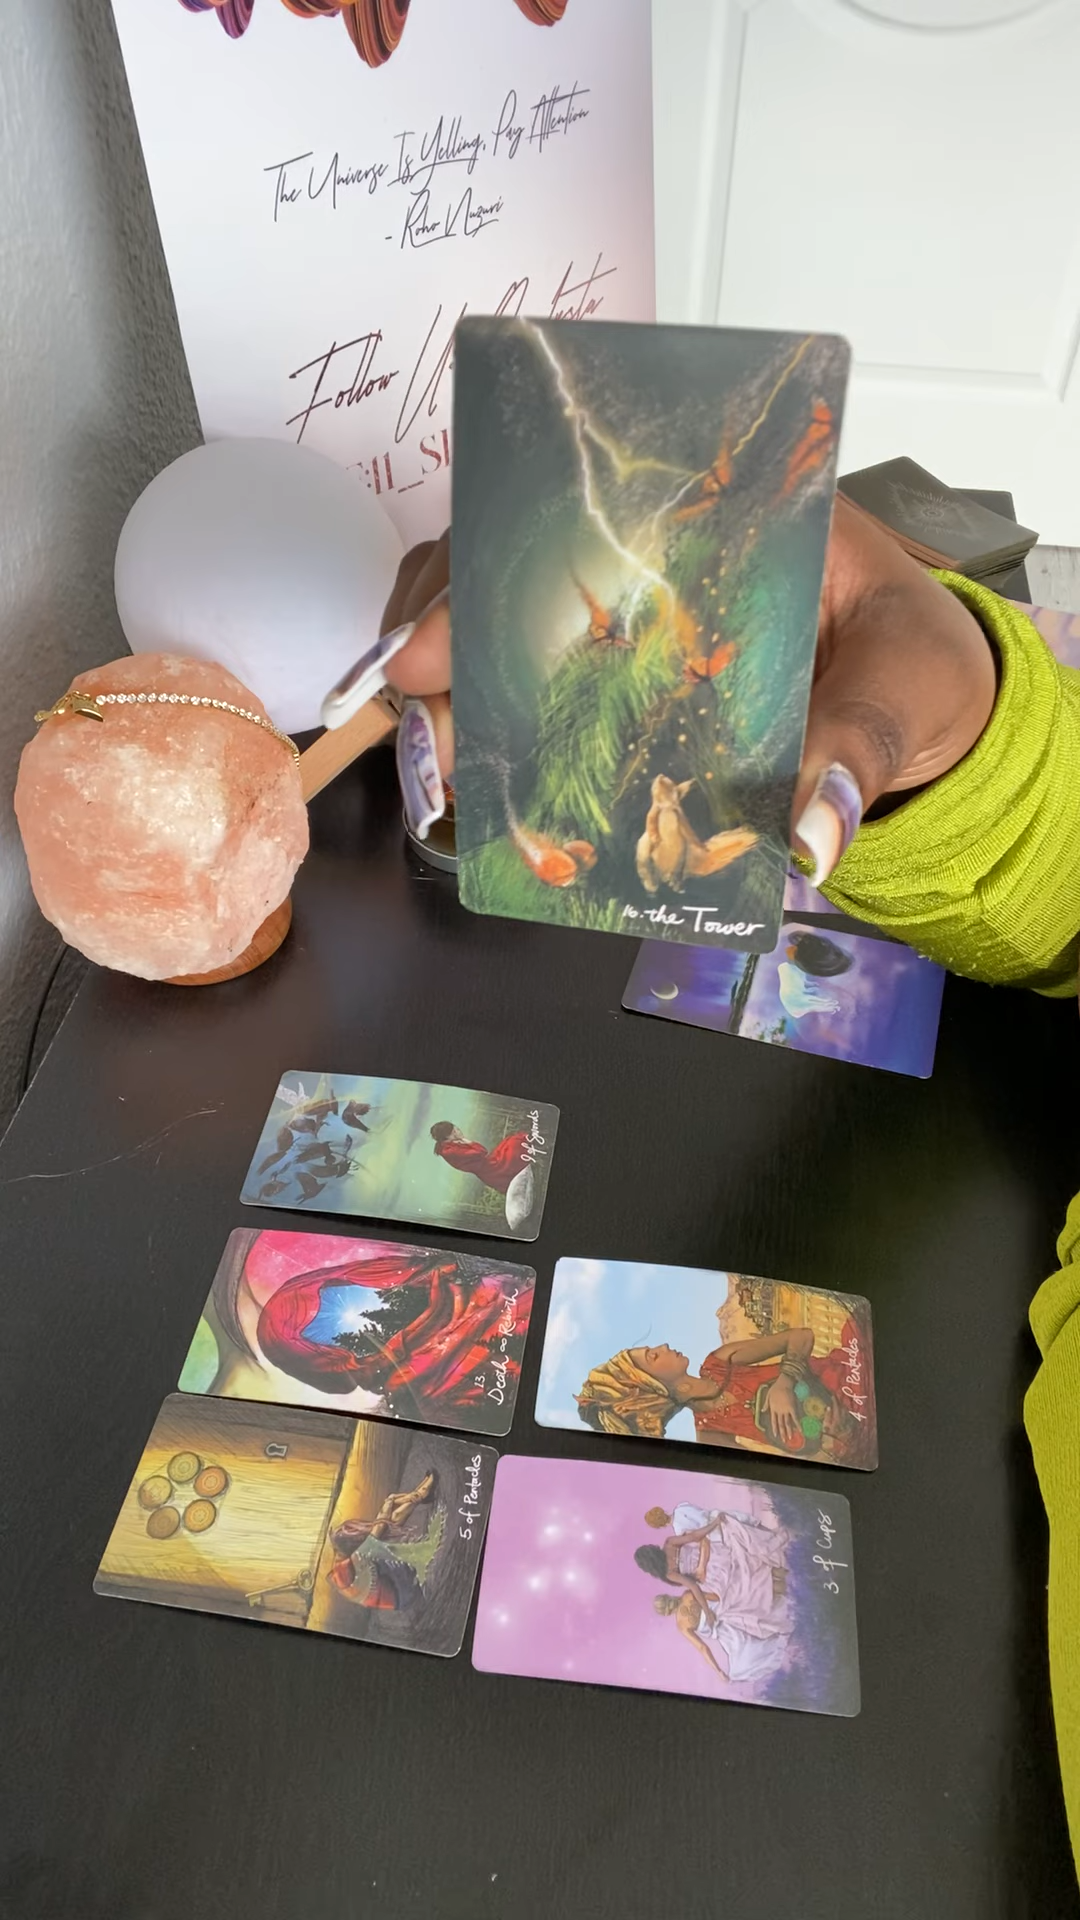 The Universe Is Yelling, Pay Attention
- Roho Nuzuri
Follow
16. the Tower
9 of Swords
13.
Death ∞ Rebirth
4 of Pentacles
5 of Pentacles
3 of Cups